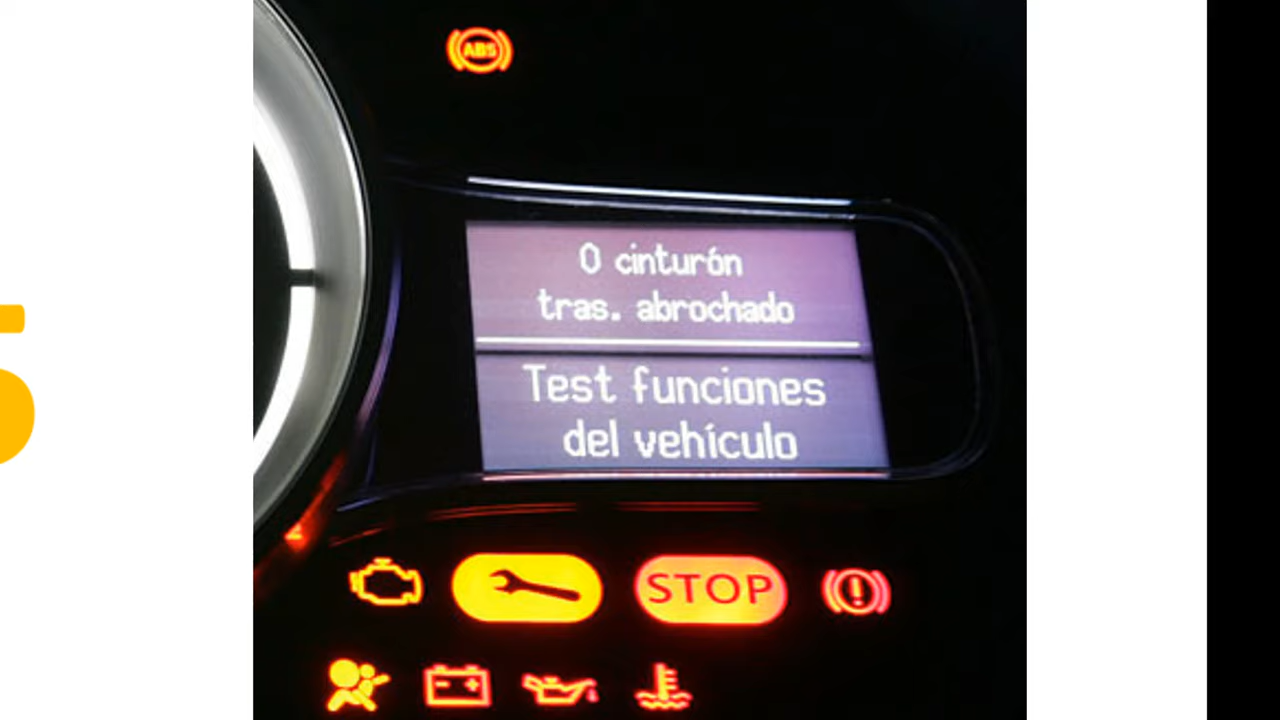 ABS
0 cinturón
tras. abrochado
Test funciones
del vehículo
STOP